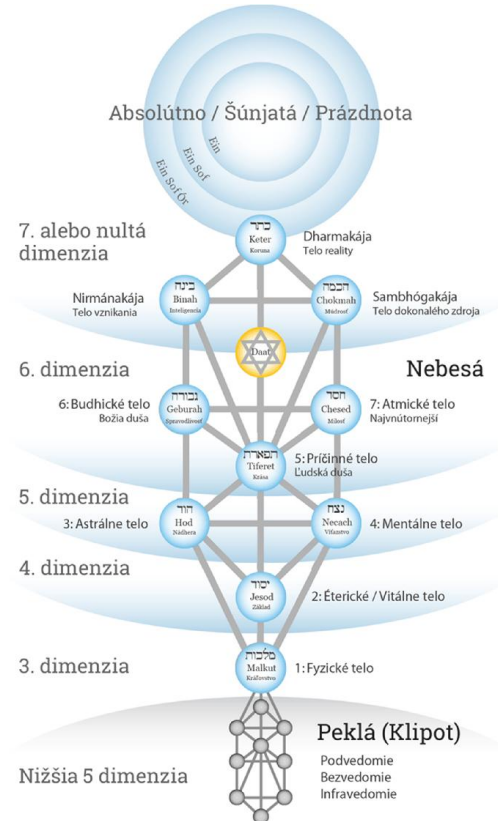 Absolútno / Šúnjatá / Prázdnota
Ein
Ein Sof
Ein Sof Ór
7. alebo nultá
dimenzia
כתר
Keter
Koruna
Dharmakája
Telo reality
Nirmánakája
Telo vznikania
בינה
Binah
Inteligencia
חכמה
Chokmah
Múdrosť
Sambhógakája
Telo dokonalého zdroja
Daat
6. dimenzia
Nebesá
6: Budhické telo
Božia duša
גבורה
Geburah
Spravodlivosť
חסד
Chesed
Milosť
7: Atmické telo
Najvnútornejší
תפארת
Tiferet
Krása
5: Príčinné telo
Ľudská duša
5. dimenzia
3: Astrálne telo
הוד
Hod
Nádhera
נצח
Necach
Víťazstvo
4: Mentálne telo
4. dimenzia
יסוד
Jesod
Základ
2: Éterické / Vitálne telo
3. dimenzia
מלכות
Malkut
Kráľovstvo
1: Fyzické telo
Peklá (Klipot)
Podvedomie
Bezvedomie
Infravedomie
Nižšia 5 dimenzia